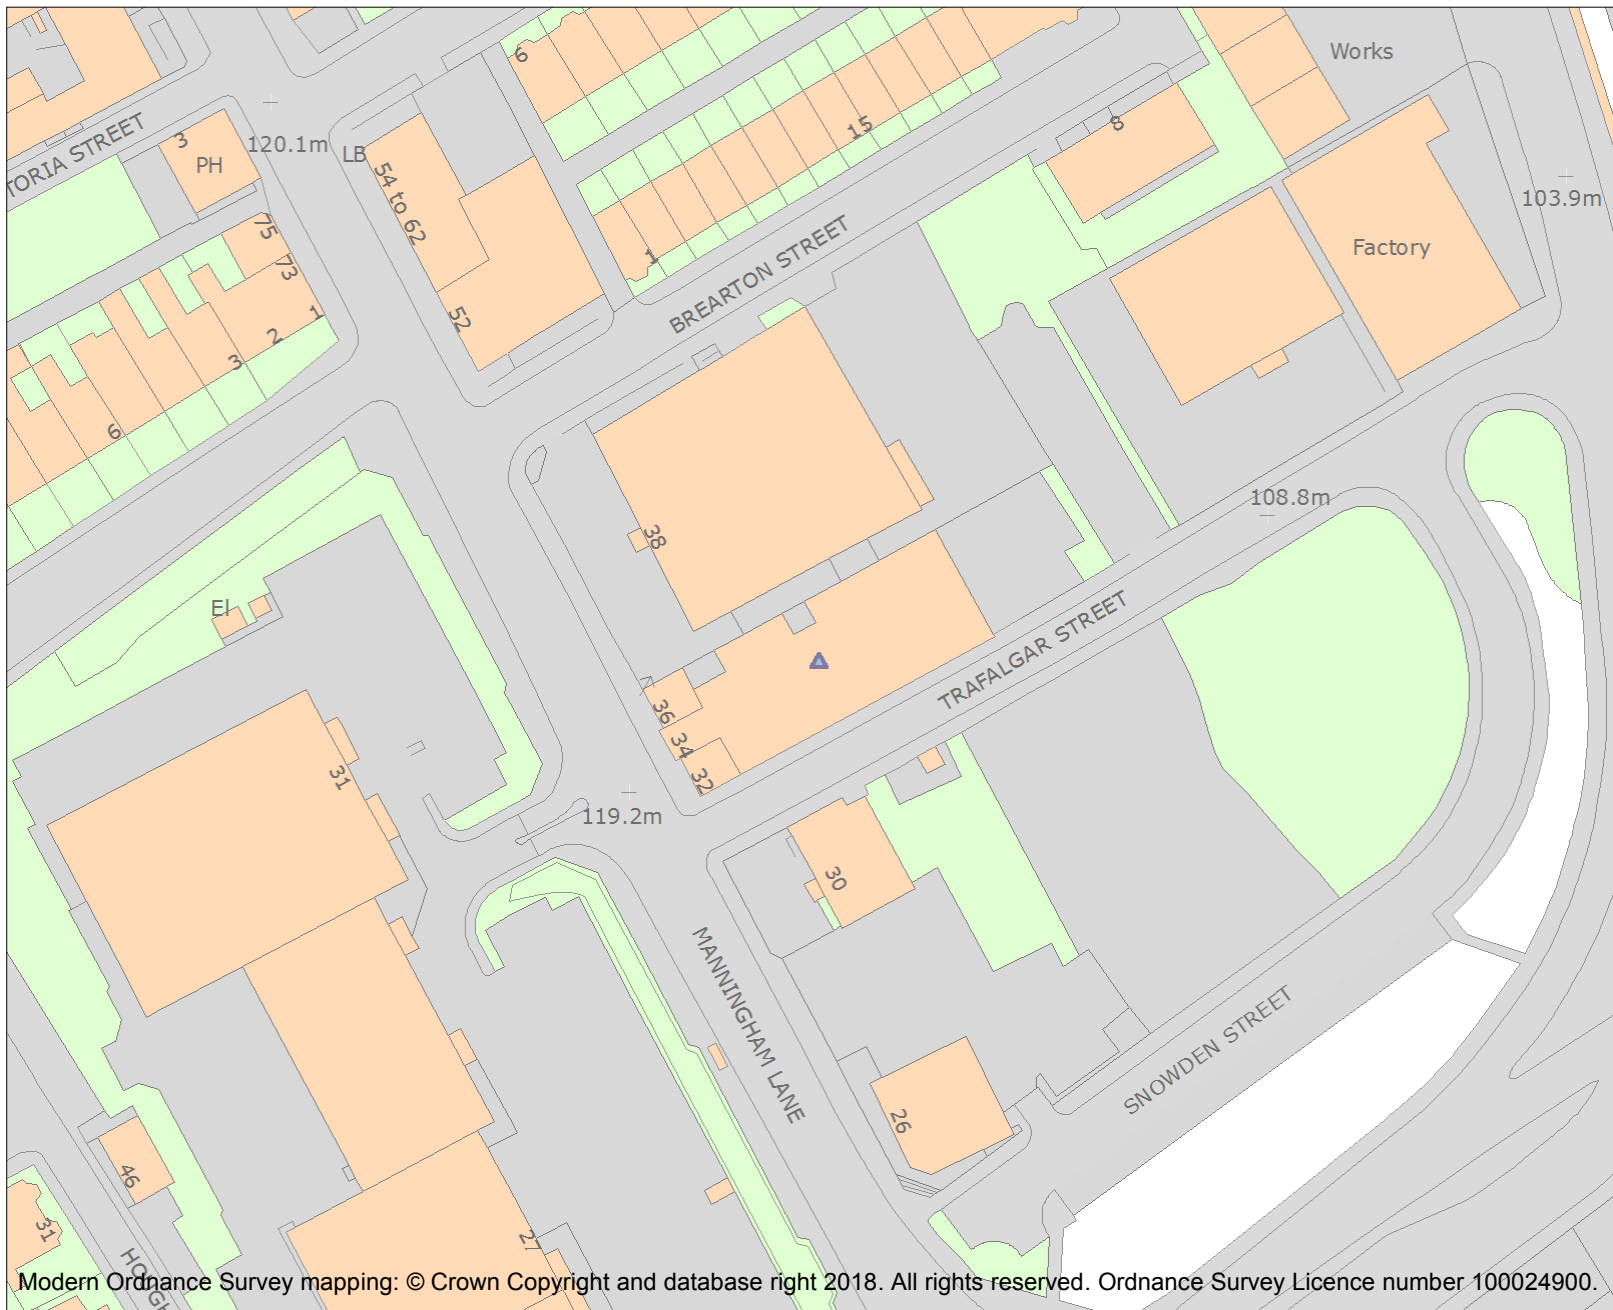 Works
6
TORIA STREET
3
PH
120.1m
LB
54 to 62
15
8
103.9m
75
73
1
BREARTON STREET
Factory
52
1
2
3
6
38
108.8m
El
TRAFALGAR STREET
36
34
32
31
119.2m
30
MANNINGHAM LANE
SNOWDEN STREET
26
46
31
27
Modern Ordnance Survey mapping: © Crown Copyright and database right 2018. All rights reserved. Ordnance Survey Licence number 100024900.